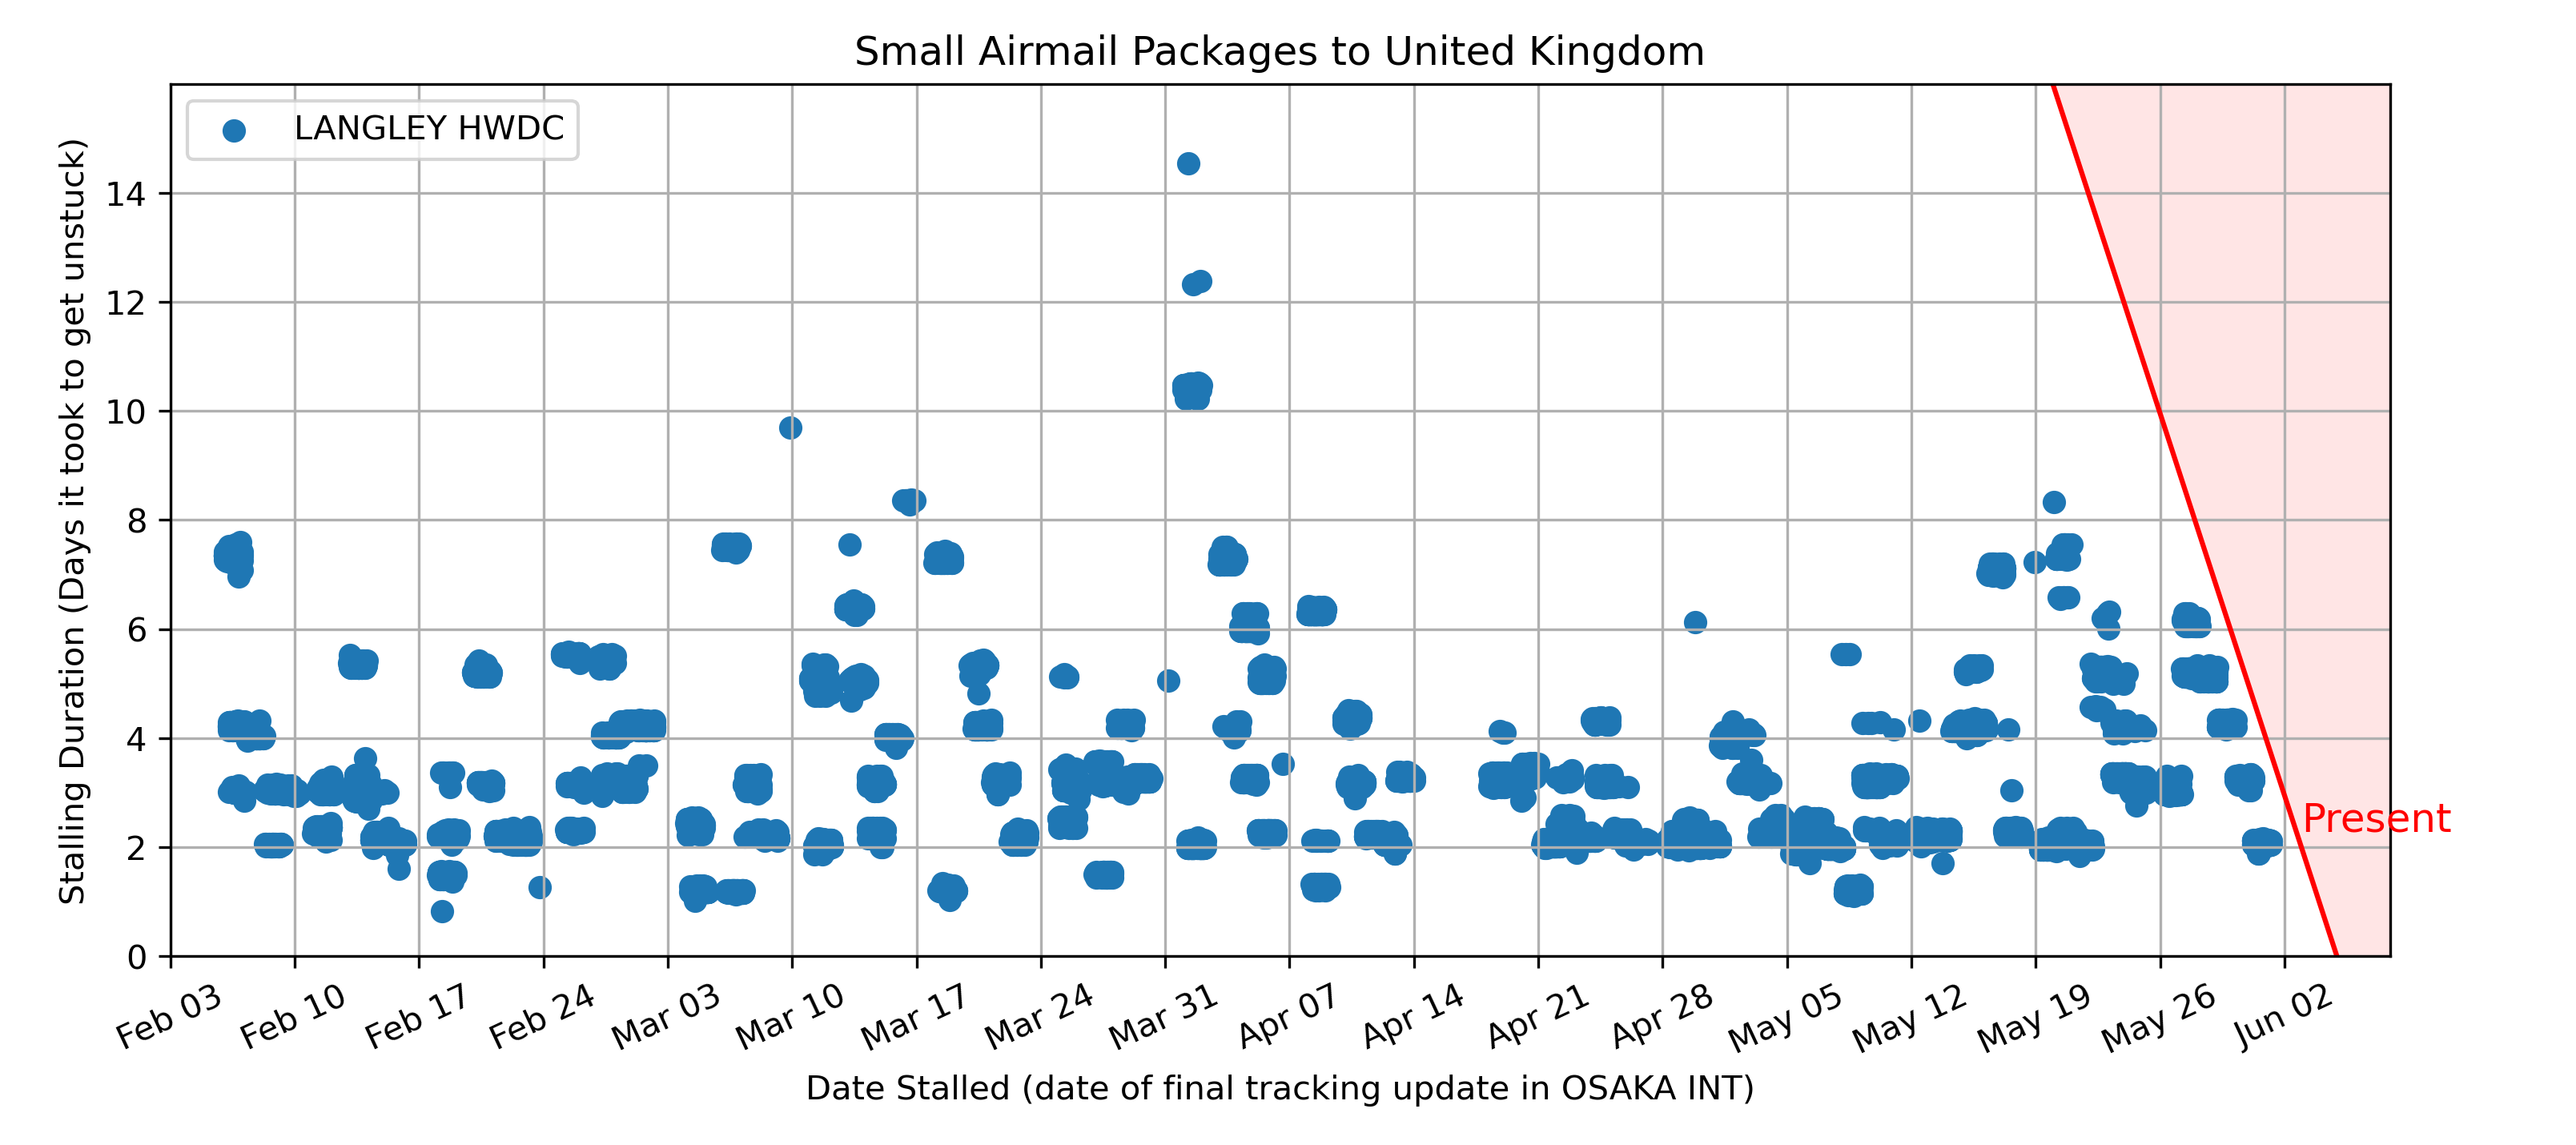 Small Airmail Packages to United Kingdom
LANGLEY HWDC
Stalling Duration (Days it took to get unstuck)
14
12
10
8
6
4
2
0
Present
Feb 03
Feb 10
Feb 17
Feb 24
Mar 03
Mar 10
Mar 17
Mar 24
Mar 31
Apr 07
Apr 14
Apr 21
Apr 28
May 05
May 12
May 19
May 26
Jun 02
Date Stalled (date of final tracking update in OSAKA INT)